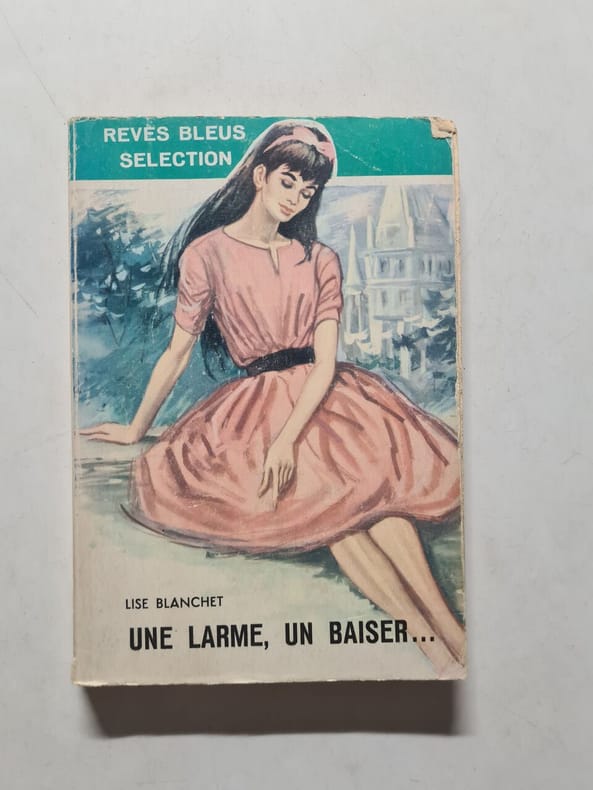 REVES BLEUS
SELECTION
LISE BLANCHET
UNE LARME, UN BAISER...